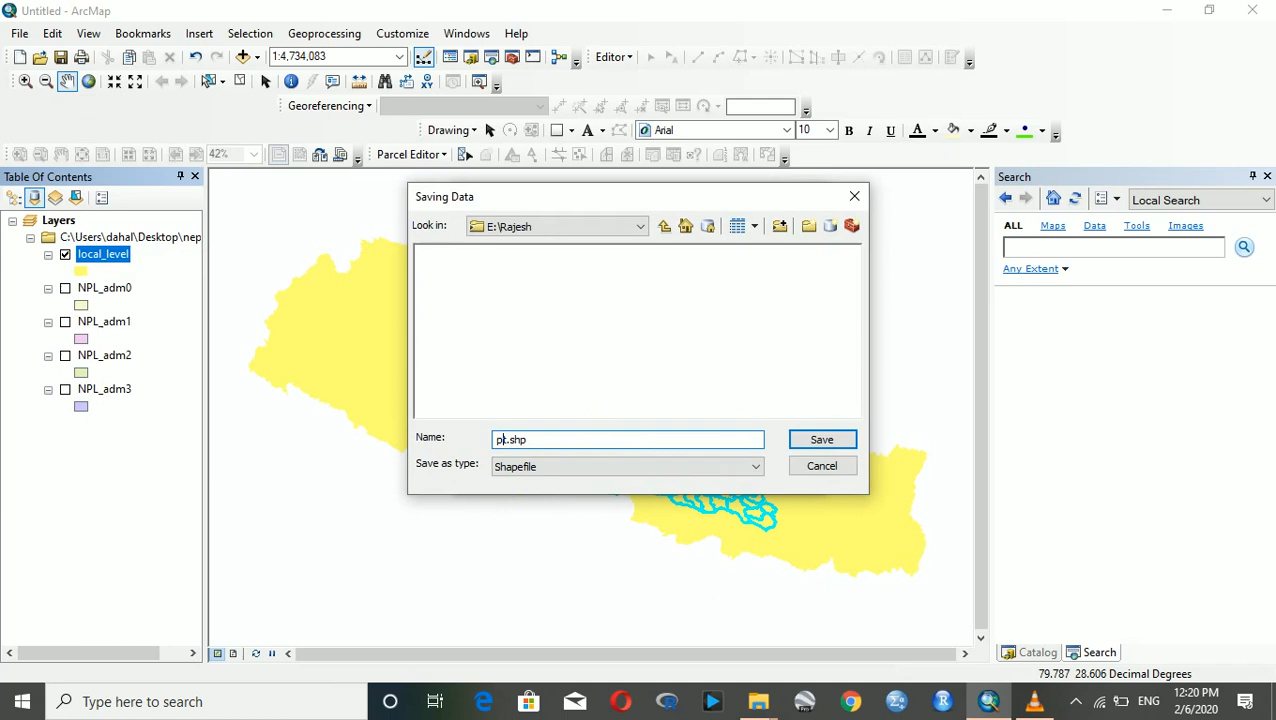 Untitled - ArcMap
File Edit View Bookmarks Insert Selection Geoprocessing Customize Windows Help
1:4,734,083
Editor
Georeferencing
Drawing
Arial
10
B I U A
42%
Parcel Editor
Table Of Contents
Layers
C:\Users\dahal\Desktop\nep
local_level
NPL_adm0
NPL_adm1
NPL_adm2
NPL_adm3
Saving Data
Look in:
E:\Rajesh
Name:
pt.shp
Save
Save as type:
Shapefile
Cancel
Search
Local Search
ALL Maps Data Tools Images
Any Extent
Catalog
Search
79.787 28.606 Decimal Degrees
Type here to search
Pro
R
ENG
12:20 PM
2/6/2020